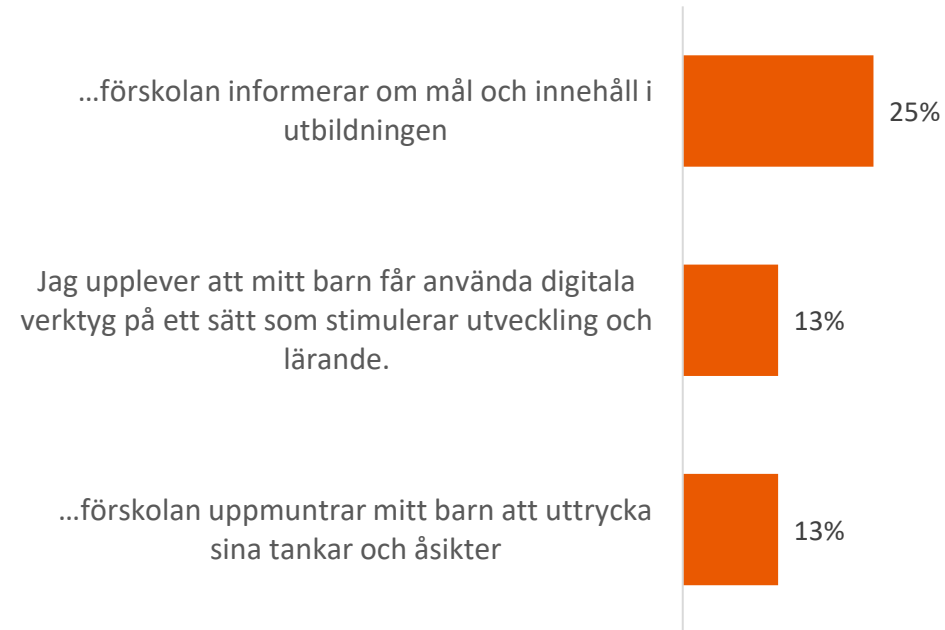 ...förskolan informerar om mål och innehåll i
utbildningen
25%
Jag upplever att mitt barn får använda digitala
verktyg på ett sätt som stimulerar utveckling och
lärande.
13%
...förskolan uppmuntrar mitt barn att uttrycka
sina tankar och åsikter
13%